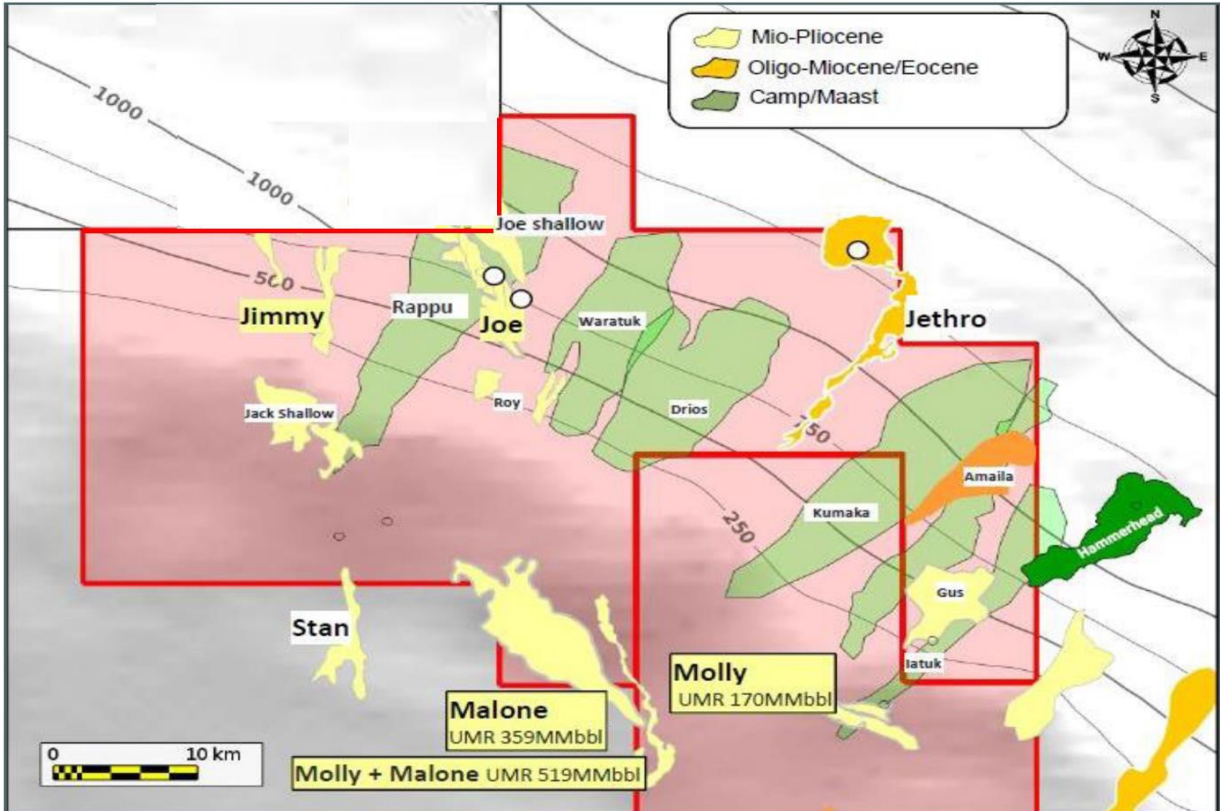 N
W E
S
Mio-Pliocene
Oligo-Miocene/Eocene
Camp/Maast
1000
1000
500
Joe shallow
Rappu
Jimmy
Joe
Waratuk
Jethro
Jack Shallow
Roy
Drios
750
Amaila
Kumaka
250
Hammerhead
Gus
Stan
Iatuk
Molly
UMR 170MMbbl
Malone
UMR 359MMbbl
0 10 km
Molly + Malone UMR 519MMbbl